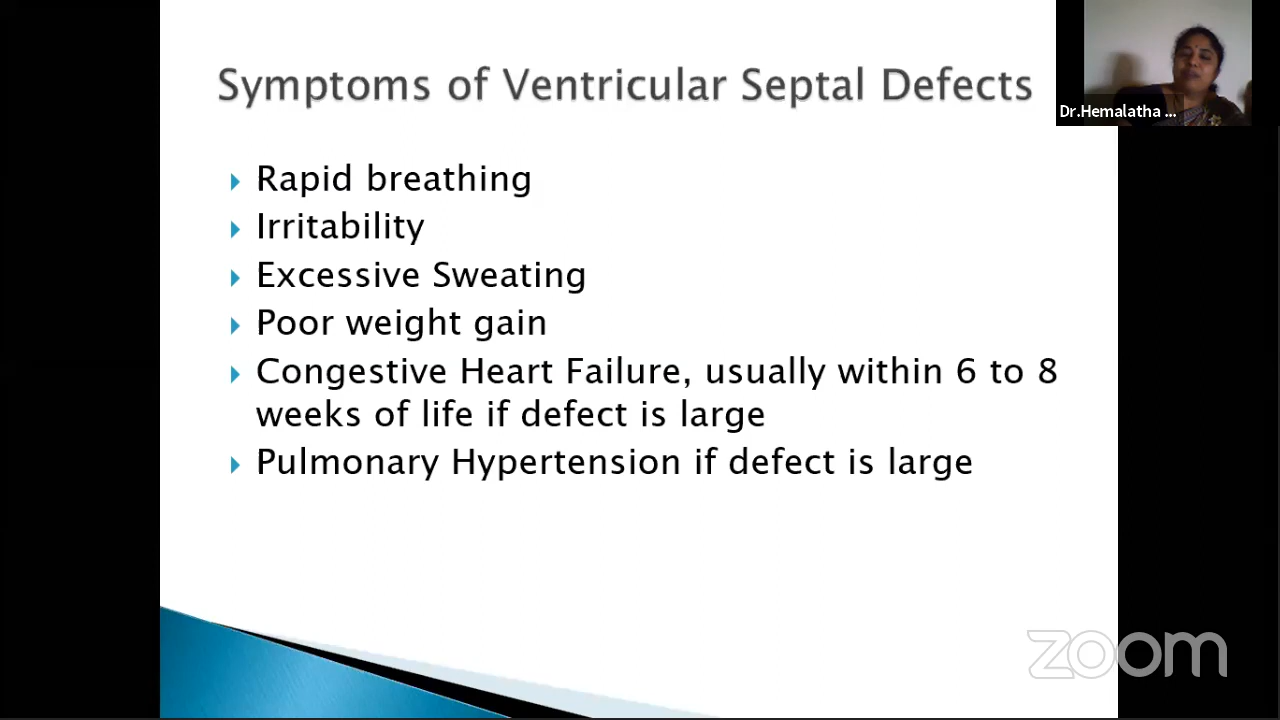 Symptoms of Ventricular Septal Defects
Dr.Hemalatha ...
Rapid breathing
Irritability
Excessive Sweating
Poor weight gain
Congestive Heart Failure, usually within 6 to 8
weeks of life if defect is large
Pulmonary Hypertension if defect is large
zoom